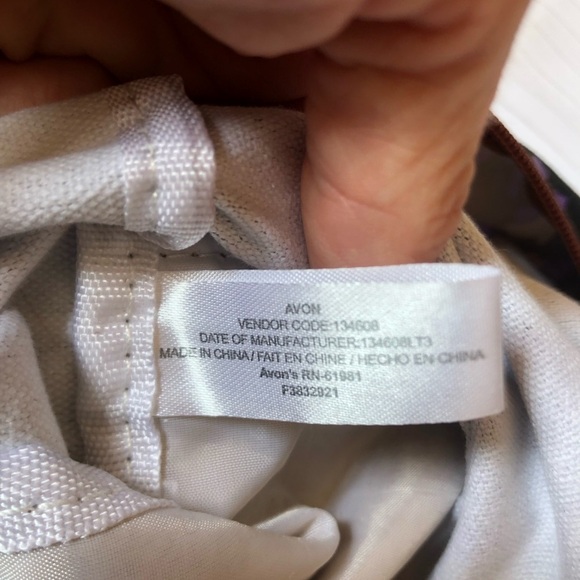 AVON
VENDOR CODE:134608
DATE OF MANUFACTURER:134608LT3
MADE IN CHINA / FAIT EN CHINE / HECHO EN CHINA
Avon's RN-61981
F3832921